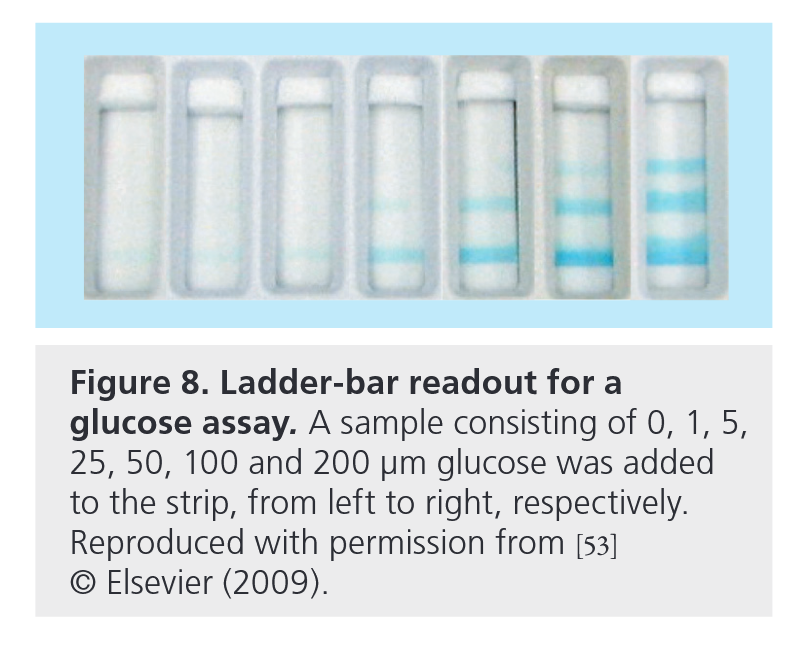 Figure 8. Ladder-bar readout for a
glucose assay. A sample consisting of 0, 1, 5,
25, 50, 100 and 200 µm glucose was added
to the strip, from left to right, respectively.
Reproduced with permission from [53]
© Elsevier (2009).